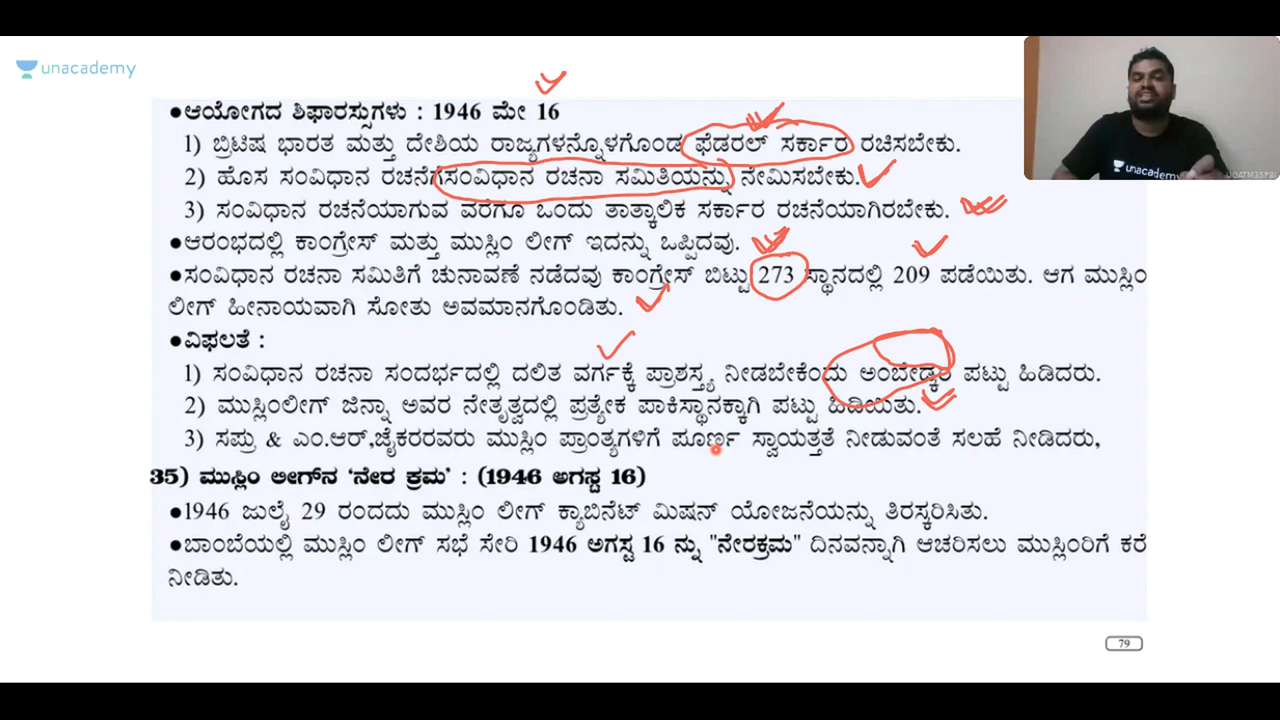 unacademy
●ಆಯೋಗದ ಶಿಫಾರಸ್ಸುಗಳು : 1946 ಮೇ 16
1) ಬ್ರಿಟಿಷ ಭಾರತ ಮತ್ತು ದೇಶಿಯ ರಾಜ್ಯಗಳನ್ನೊಳಗೊಂಡ ಫೆಡರಲ್ ಸರ್ಕಾರ ರಚಿಸಬೇಕು.
2) ಹೊಸ ಸಂವಿಧಾನ ರಚನೆಗೆ ಸಂವಿಧಾನ ರಚನಾ ಸಮಿತಿಯನ್ನು ನೇಮಿಸಬೇಕು.
3) ಸಂವಿಧಾನ ರಚನೆಯಾಗುವ ವರೆಗೂ ಒಂದು ತಾತ್ಕಾಲಿಕ ಸರ್ಕಾರ ರಚನೆಯಾಗಿರಬೇಕು.
●ಆರಂಭದಲ್ಲಿ ಕಾಂಗ್ರೇಸ್ ಮತ್ತು ಮುಸ್ಲಿಂ ಲೀಗ್ ಇದನ್ನು ಒಪ್ಪಿದವು.
●ಸಂವಿಧಾನ ರಚನಾ ಸಮಿತಿಗೆ ಚುನಾವಣೆ ನಡೆದವು ಕಾಂಗ್ರೇಸ್ ಬಿಟ್ಟು 273 ಸ್ಥಾನದಲ್ಲಿ 209 ಪಡೆಯಿತು. ಆಗ ಮುಸ್ಲಿಂ
ಲೀಗ್ ಹೀನಾಯವಾಗಿ ಸೋತು ಅವಮಾನಗೊಂಡಿತು.
●ವಿಫಲತೆ :
1) ಸಂವಿಧಾನ ರಚನಾ ಸಂದರ್ಭದಲ್ಲಿ ದಲಿತ ವರ್ಗಕ್ಕೆ ಪ್ರಾಶಸ್ತ್ಯ ನೀಡಬೇಕೆಂದು ಅಂಬೇಡ್ಕರ ಪಟ್ಟು ಹಿಡಿದರು.
2) ಮುಸ್ಲಿಂಲೀಗ್ ಜಿನ್ನಾ ಅವರ ನೇತೃತ್ವದಲ್ಲಿ ಪ್ರತ್ಯೇಕ ಪಾಕಿಸ್ಥಾನಕ್ಕಾಗಿ ಪಟ್ಟು ಹಿಡಿಯಿತು.
3) ಸಪ್ರು & ಎಂ.ಆರ್,ಜೈಕರರವರು ಮುಸ್ಲಿಂ ಪ್ರಾಂತ್ಯಗಳಿಗೆ ಪೂರ್ಣ ಸ್ವಾಯತ್ತತೆ ನೀಡುವಂತೆ ಸಲಹೆ ನೀಡಿದರು,
35) ಮುಸ್ಲಿಂ ಲೀಗ್‌ನ 'ನೇರ ಕ್ರಮ' : (1946 ಅಗಸ್ಟ 16)
●1946 ಜುಲೈ 29 ರಂದದು ಮುಸ್ಲಿಂ ಲೀಗ್ ಕ್ಯಾಬಿನೆಟ್ ಮಿಷನ್ ಯೋಜನೆಯನ್ನು ತಿರಸ್ಕರಿಸಿತು.
●ಬಾಂಬೆಯಲ್ಲಿ ಮುಸ್ಲಿಂ ಲೀಗ್ ಸಭೆ ಸೇರಿ 1946 ಅಗಸ್ಟ 16 ನ್ನು "ನೇರಕ್ರಮ" ದಿನವನ್ನಾಗಿ ಆಚರಿಸಲು ಮುಸ್ಲಿಂರಿಗೆ ಕರೆ
ನೀಡಿತು.
79
unacademy